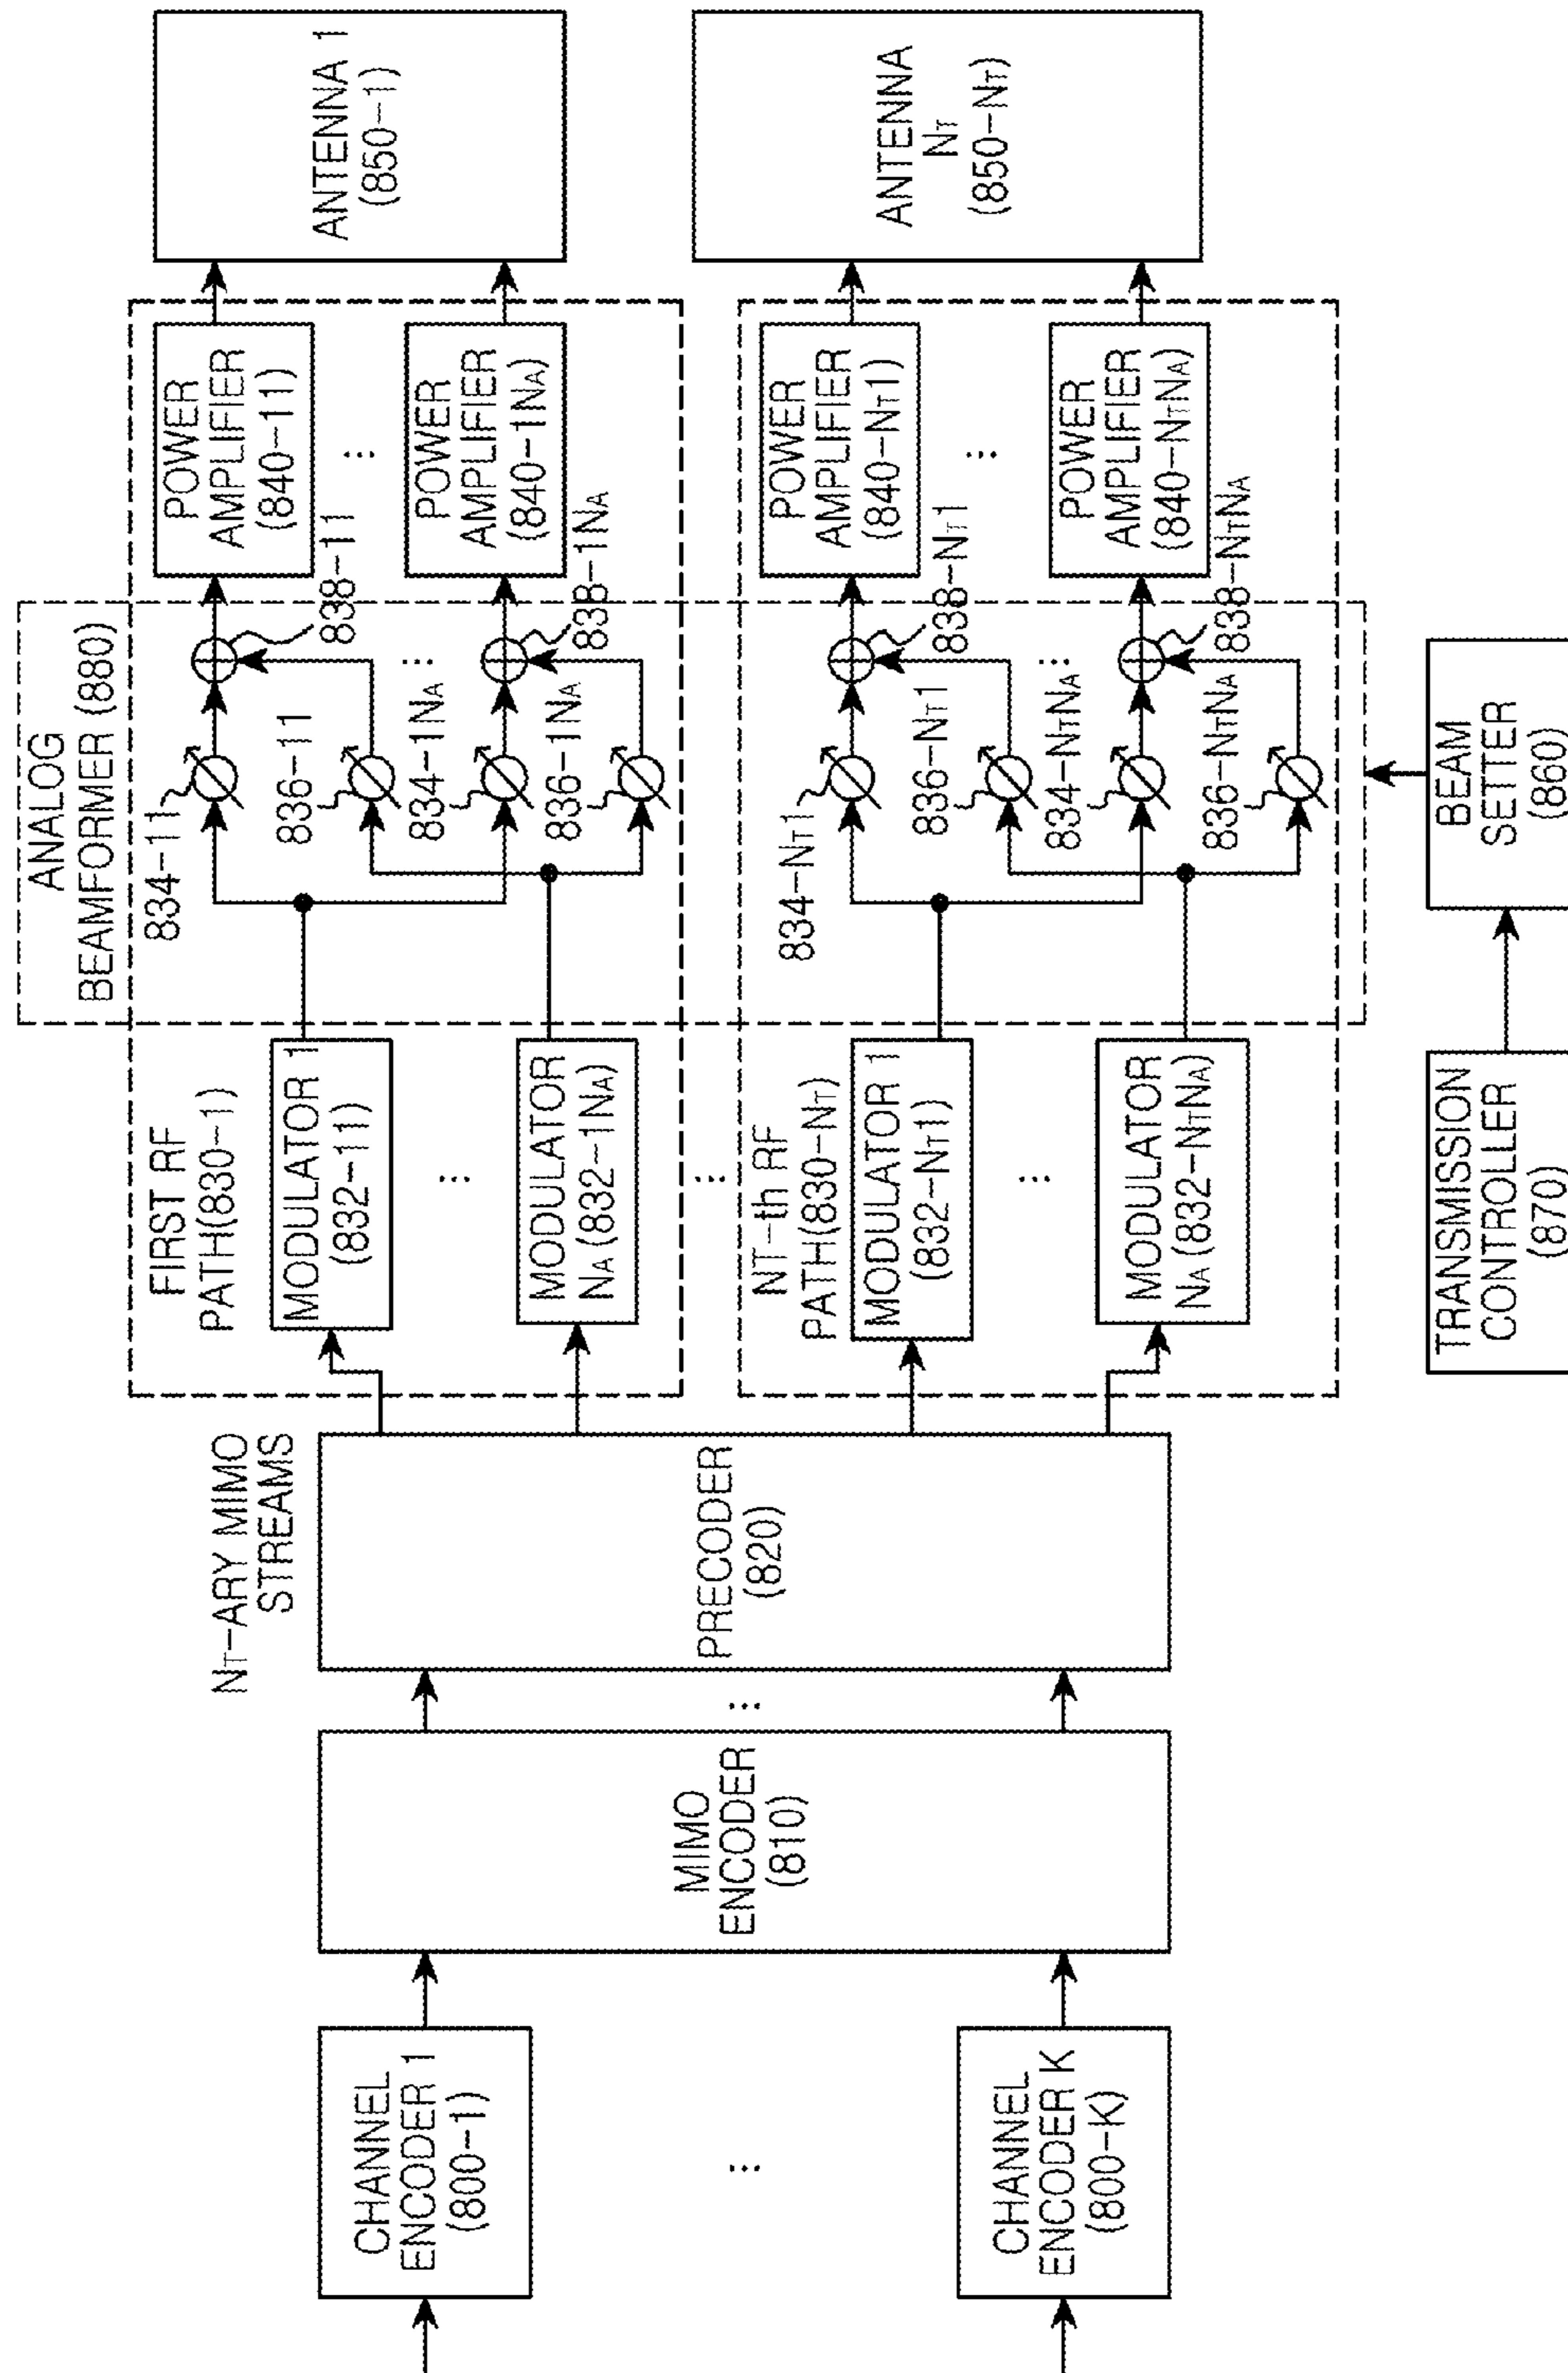 CHANNEL
ENCODER 1
(800-1)
⋮
CHANNEL
ENCODER K
(800-K)
MIMO
ENCODER
(810)
⋮
NT-ARY MIMO
STREAMS
PRECODER
(820)
FIRST RF
PATH(830-1)
MODULATOR 1
(832-11)
⋮
MODULATOR
NA (832-1NA)
⋮
NT-th RF
PATH(830-NT)
MODULATOR 1
(832-NT1)
⋮
MODULATOR
NA (832-NTNA)
ANALOG
BEAMFORMER (880)
834-11
836-11
834-1NA
836-1NA
838-11
⋮
838-1NA
834-NT1
836-NT1
834-NTNA
836-NTNA
838-NT1
⋮
838-NTNA
POWER
AMPLIFIER
(840-11)
⋮
POWER
AMPLIFIER
(840-1NA)
POWER
AMPLIFIER
(840-NT1)
⋮
POWER
AMPLIFIER
(840-NTNA)
ANTENNA 1
(850-1)
ANTENNA
NT
(850-NT)
TRANSMISSION
CONTROLLER
(870)
BEAM
SETTER
(860)